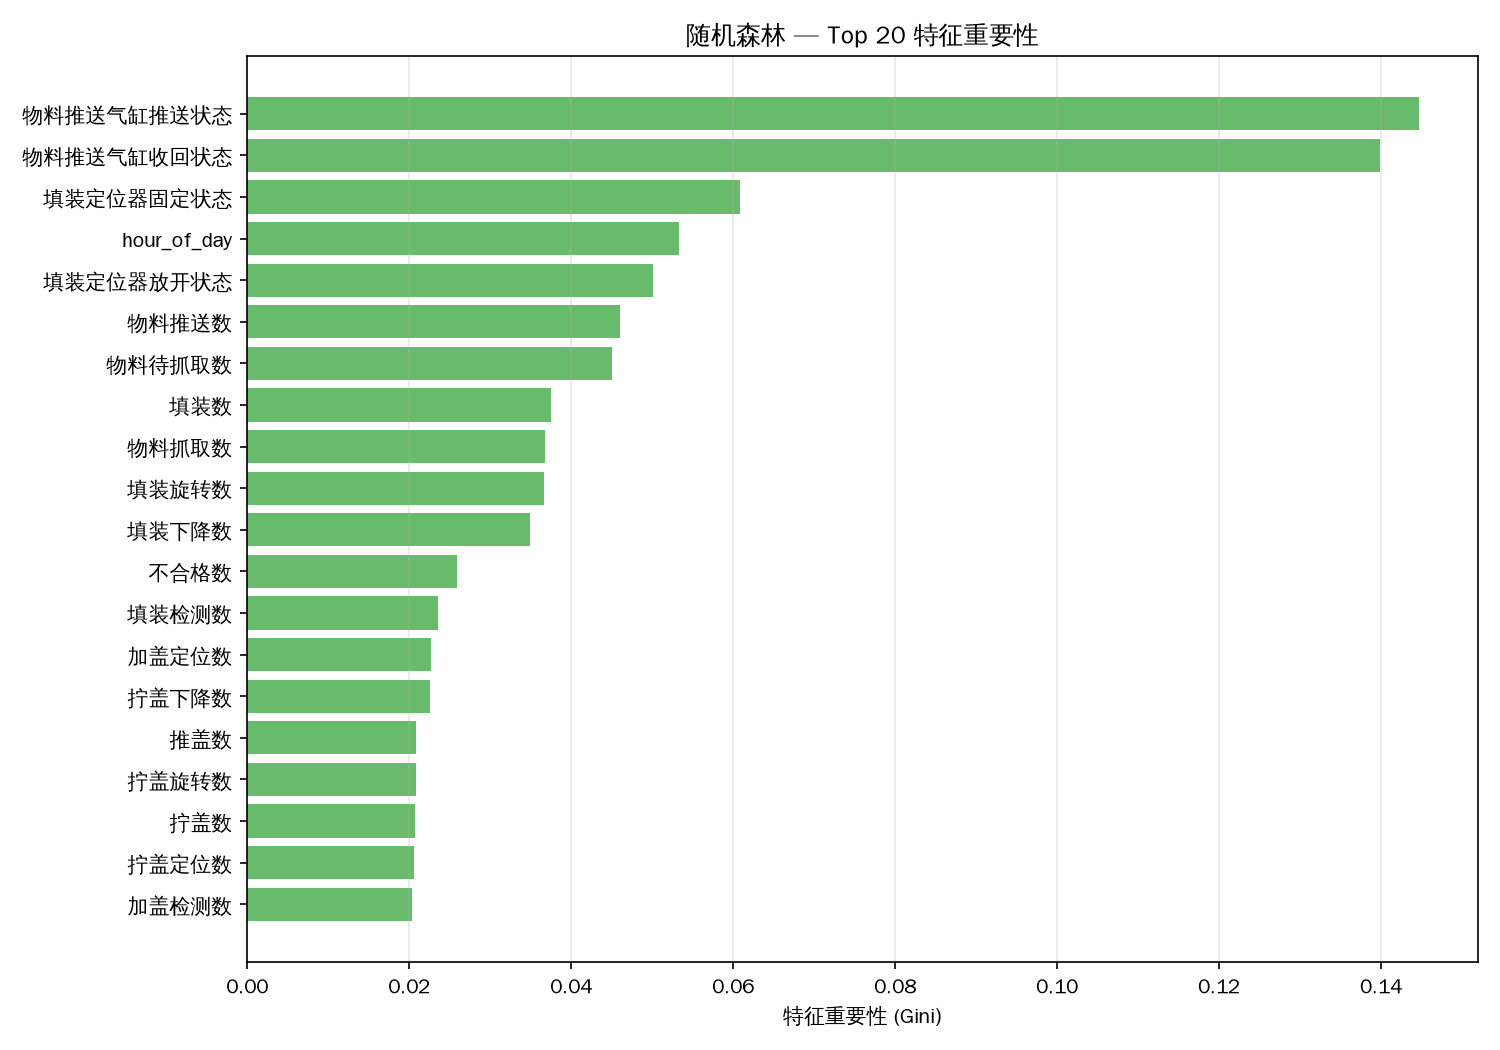 随机森林 — Top 20 特征重要性
物料推送气缸推送状态
物料推送气缸收回状态
填装定位器固定状态
hour_of_day
填装定位器放开状态
物料推送数
物料待抓取数
填装数
物料抓取数
填装旋转数
填装下降数
不合格数
填装检测数
加盖定位数
拧盖下降数
推盖数
拧盖旋转数
拧盖数
拧盖定位数
加盖检测数
0.00 0.02 0.04 0.06 0.08 0.10 0.12 0.14
特征重要性 (Gini)